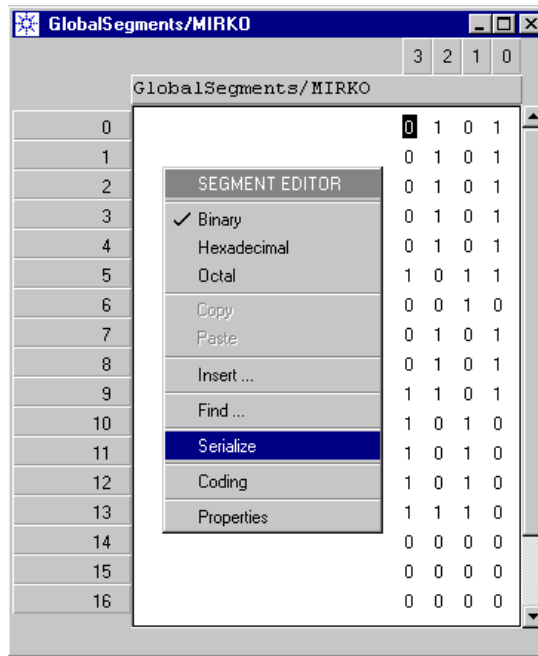 GlobalSegments/MIRKO
3 2 1 0
GlobalSegments/MIRKO
0 0 1 0 1
1 0 1 0 1
2 0 1 0 1
3 0 1 0 1
4 0 1 0 1
5 1 0 1 1
6 0 0 1 0
7 0 1 0 1
8 0 1 0 1
9 1 1 0 1
10 1 0 1 0
11 1 0 1 0
12 1 0 1 0
13 1 1 1 0
14 0 0 0 0
15 0 0 0 0
16 0 0 0 0
SEGMENT EDITOR
Binary
Hexadecimal
Octal
Copy
Paste
Insert ...
Find ...
Serialize
Coding
Properties